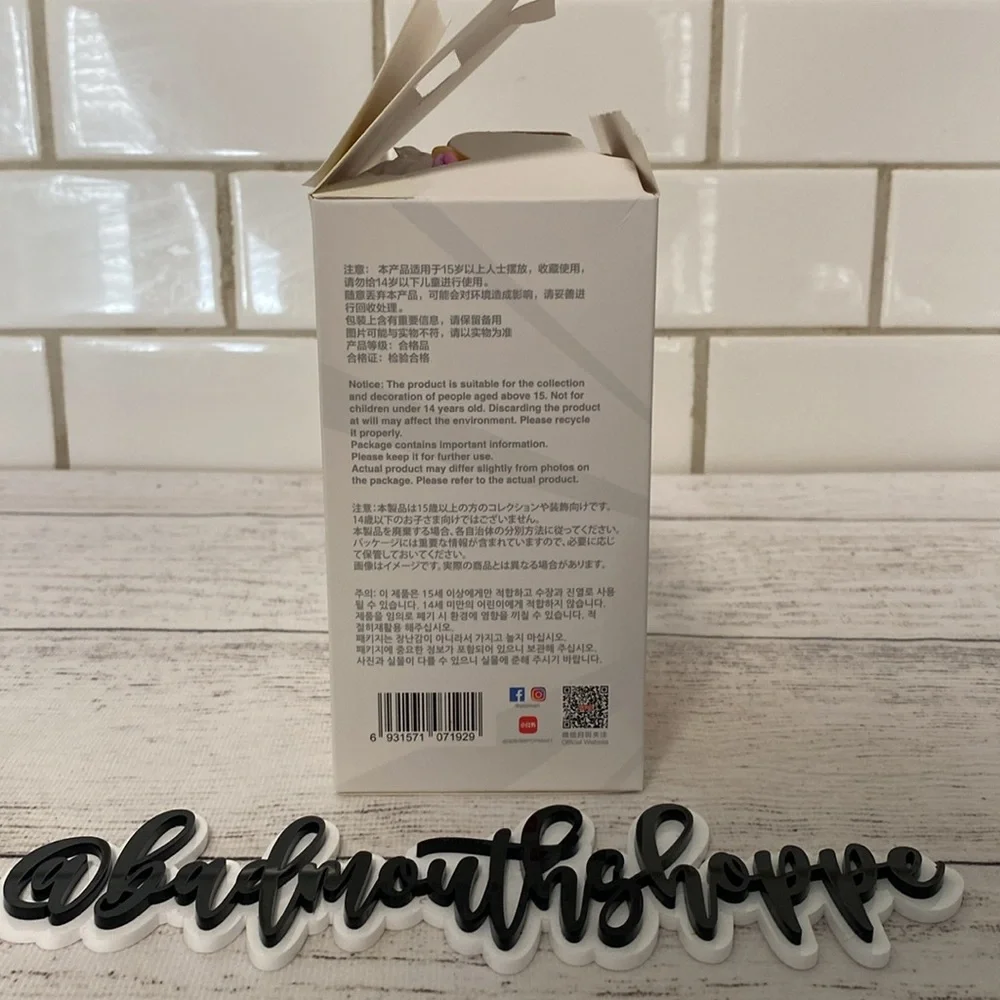 注意： 本产品适用于15岁以上人士摆放，收藏使用，
请勿给14岁以下儿童进行使用。
随意丢弃本产品，可能会对环境造成影响，请妥善进
行回收处理。
包装上含有重要信息，请保留备用
图片可能与实物不符，请以实物为准
产品等级：合格品
合格证：检验合格
Notice: The product is suitable for the collection
and decoration of people aged above 15. Not for
children under 14 years old. Discarding the product
at will may affect the environment. Please recycle
it properly.
Package contains important information.
Please keep it for further use.
Actual product may differ slightly from photos on
the package. Please refer to the actual product.
注意：本製品は15歳以上の方のコレクションや装飾向けです。
14歳以下のお子さま向けではございません。
本製品を廃棄する場合、各自治体の分別方法に従ってください。
パッケージには重要な情報が含まれていますので、必要に応じ
て保管しておいてください。
画像はイメージです。実際の商品とは異なる場合があります。
주의: 이 제품은 15세 이상에게만 적합하고 수장과 진열로 사용
될 수 있습니다. 14세 미만의 어린이에게 적합하지 않습니다.
제품을 임의로 폐기 시 환경에 영향을 끼칠 수 있습니다. 적
절히재활용 해주십시오.
패키지는 장난감이 아니라서 가지고 놀지 마십시오.
패키지에 중요한 정보가 포함되어 있으니 보관해 주십시오.
사진과 실물이 다를 수 있으니 실물에 준해 주시기 바랍니다.
6 931571 071929
小红书
Official Website
@badmouthshoppe